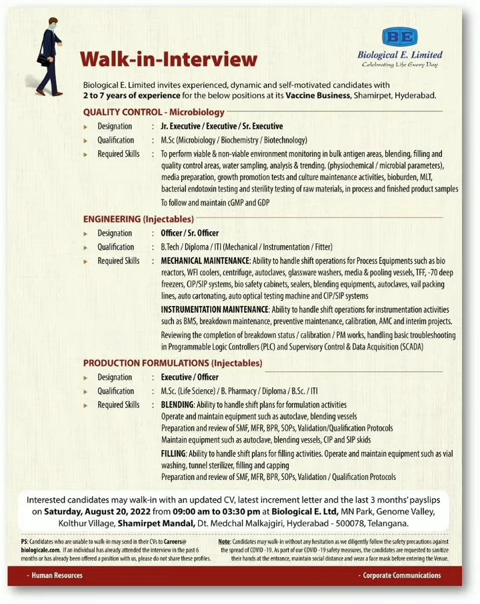 BE
Biological E. Limited
Celebrating Life Every Day
Walk-in-Interview
Biological E. Limited invites experienced, dynamic and self-motivated candidates with
2 to 7 years of experience for the below positions at its Vaccine Business, Shamirpet, Hyderabad.
QUALITY CONTROL - Microbiology
Designation : Jr. Executive / Executive / Sr. Executive
Qualification : M.Sc (Microbiology / Biochemistry / Biotechnology)
Required Skills : To perform viable & non-viable environment monitoring in bulk antigen areas, blending, filling and
quality control areas, water sampling, analysis & trending. (physiochemical / microbial parameters),
media preparation, growth promotion tests and culture maintenance activities, bioburden, MLT,
bacterial endotoxin testing and sterility testing of raw materials, in process and finished product samples
To follow and maintain cGMP and GDP
ENGINEERING (Injectables)
Designation : Officer / Sr. Officer
Qualification : B.Tech / Diploma / ITI (Mechanical / Instrumentation / Fitter)
Required Skills : MECHANICAL MAINTENANCE: Ability to handle shift operations for Process Equipments such as bio
reactors, WFI coolers, centrifuge, autoclaves, glassware washers, media & pooling vessels, TFF, -70 deep
freezers, CIP/SIP systems, bio safety cabinets, sealers, blending equipments, autoclaves, vail packing
lines, auto cartonating, auto optical testing machine and CIP/SIP systems
INSTRUMENTATION MAINTENANCE: Ability to handle shift operations for instrumentation activities
such as BMS, breakdown maintenance, preventive maintenance, calibration, AMC and interim projects.
Reviewing the completion of breakdown status / calibration / PM works, handling basic troubleshooting
in Programmable Logic Controllers (PLC) and Supervisory Control & Data Acquisition (SCADA)
PRODUCTION FORMULATIONS (Injectables)
Designation : Executive / Officer
Qualification : M.Sc. (Life Science) / B. Pharmacy / Diploma / B.Sc. / ITI
Required Skills : BLENDING: Ability to handle shift plans for formulation activities
Operate and maintain equipment such as autoclave, blending vessels
Preparation and review of SMF, MFR, BPR, SOPs, Validation/Qualification Protocols
Maintain equipment such as autoclave, blending vessels, CIP and SIP skids
FILLING: Ability to handle shift plans for filling activities. Operate and maintain equipment such as vial
washing, tunnel sterilizer, filling and capping
Preparation and review of SMF, MFR, BPR, SOPs, Validation / Qualification Protocols
Interested candidates may walk-in with an updated CV, latest increment letter and the last 3 months' payslips
on Saturday, August 20, 2022 from 09:00 am to 03:30 pm at Biological E. Ltd, MN Park, Genome Valley,
Kolthur Village, Shamirpet Mandal, Dt. Medchal Malkajgiri, Hyderabad - 500078, Telangana.
PS: Candidates who are unable to walk-in may send in their CVs to Careers@
biologicale.com. If an individual has already attended the interview in the past 6
months or has already been offered a position with us, please do not share these profiles.
Note: Candidates may walk-in without any hesitation as we diligently follow the safety precautions against
the spread of COVID -19. As part of our COVID -19 safety measures, the candidates are requested to sanitize
their hands at the entrance, maintain social distance and wear a face mask before entering the Venue.
- Human Resources
- Corporate Communications